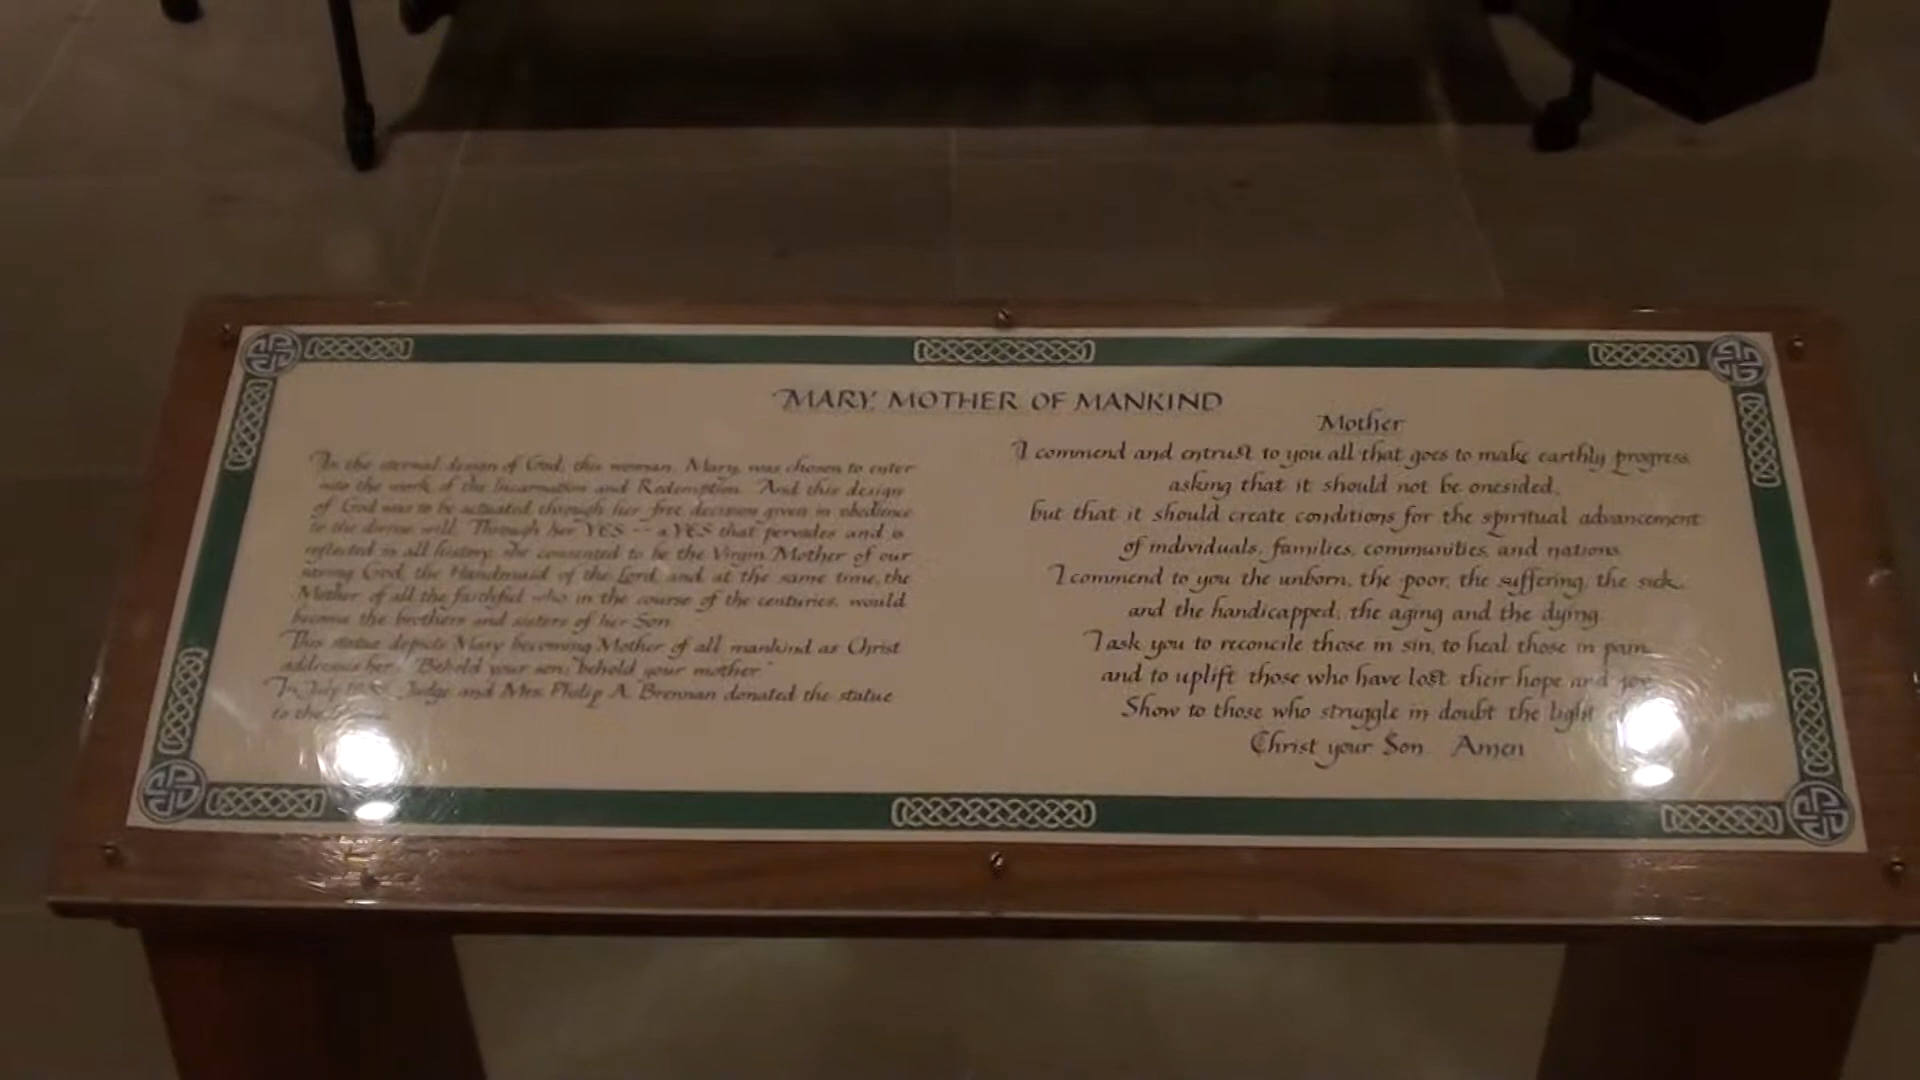 MARY, MOTHER OF MANKIND
In the eternal design of God, this woman, Mary, was chosen to enter
into the work of the Incarnation and Redemption. And this design
of God was to be actuated through her free decision given in obedience
to the divine will. Through her YES -- a YES that pervades and is
reflected in all history, she consented to be the Virgin Mother of our
saving God, the Handmaid of the Lord, and at the same time, the
Mother of all the faithful who in the course of the centuries, would
become the brothers and sisters of her Son.
This statue depicts Mary becoming Mother of all mankind as Christ
addresses her, "Behold your son; behold your mother."
In July Judge and Mrs. Philip A. Brennan donated the statue
to the
Mother
I commend and entrust to you all that goes to make earthly progress,
asking that it should not be onesided,
but that it should create conditions for the spiritual advancement
of individuals, families, communities, and nations.
I commend to you the unborn, the poor, the suffering, the sick,
and the handicapped; the aging and the dying.
I ask you to reconcile those in sin, to heal those in pain,
and to uplift those who have lost their hope and joy.
Show to those who struggle in doubt the light
Christ your Son Amen